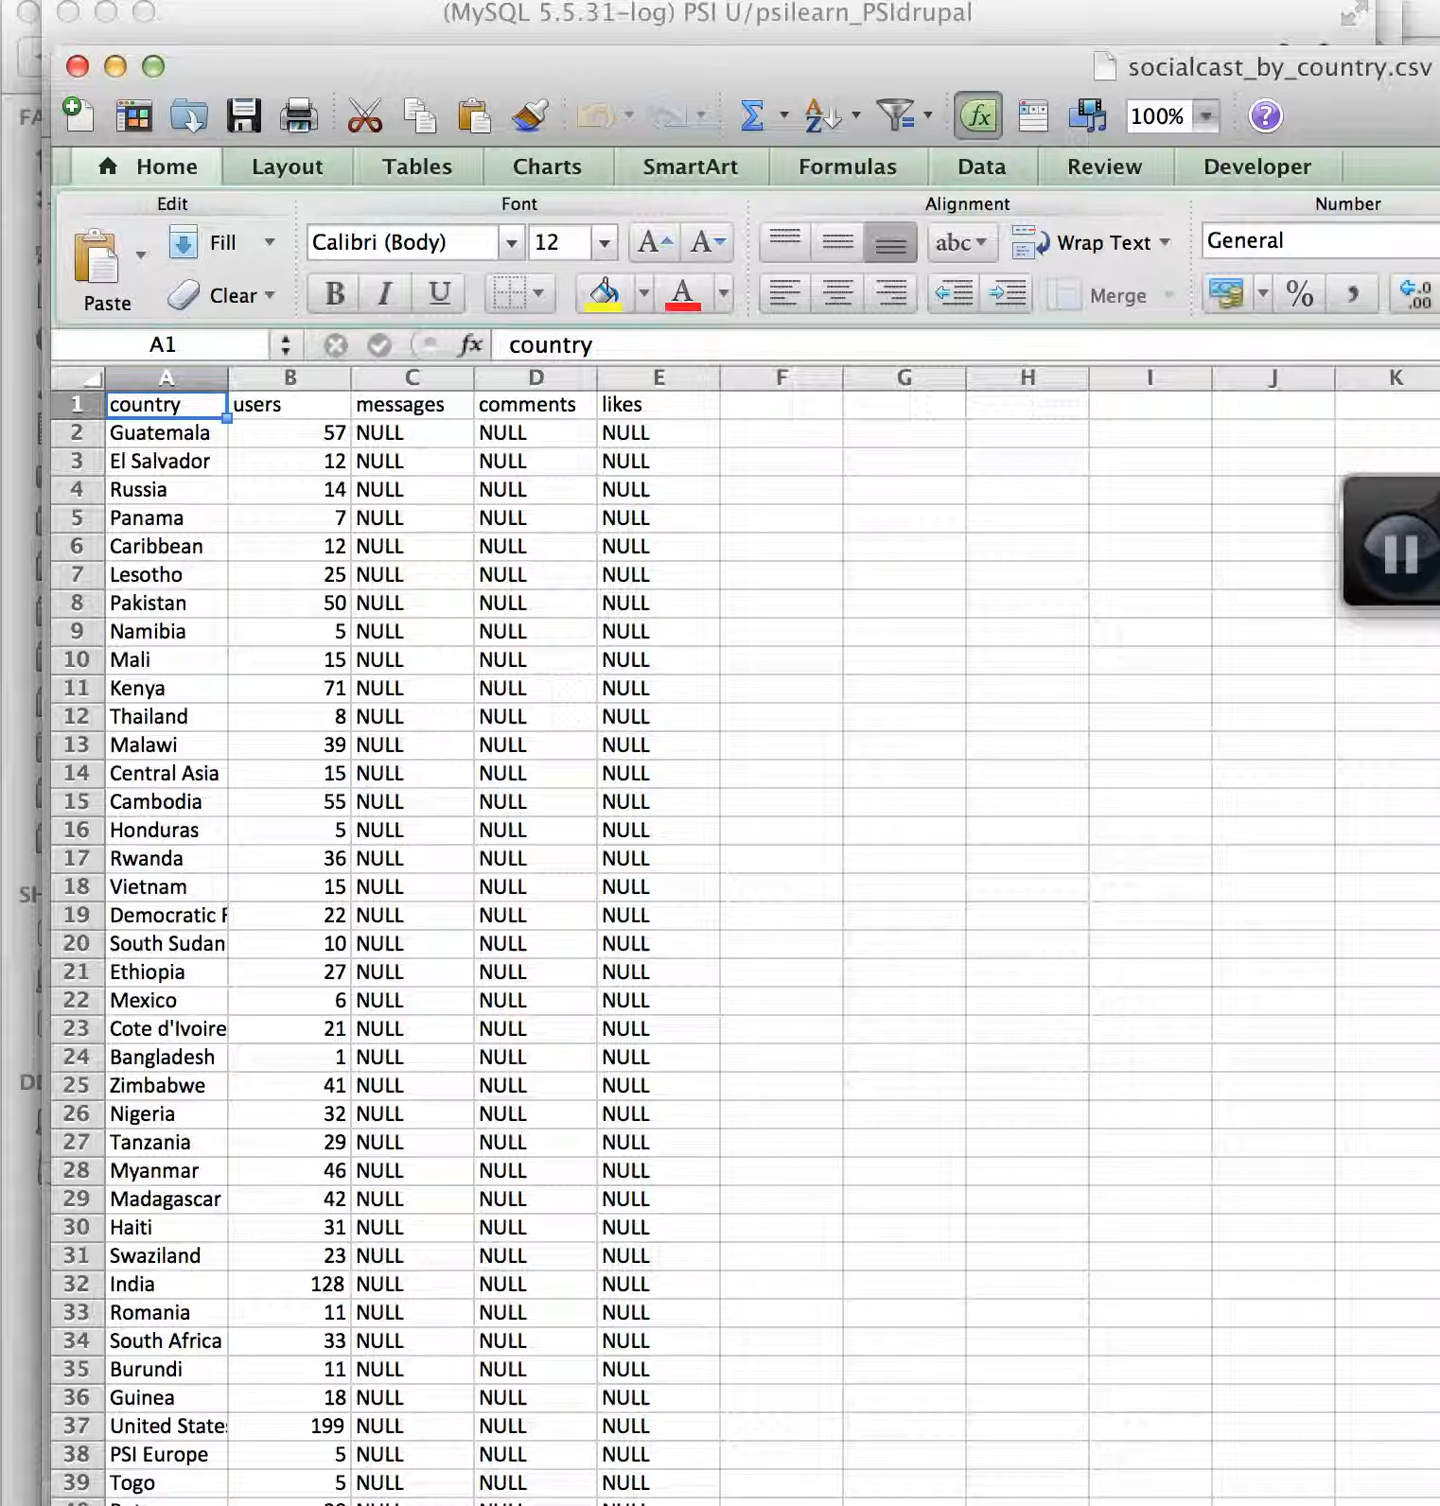 (MySQL 5.5.31-log) PSI U/psilearn_PSIdrupal
socialcast_by_country.csv
FA
100%
Home Layout Tables Charts SmartArt Formulas Data Review Developer
Edit Font Alignment Number
Fill Calibri (Body) 12 A A abc Wrap Text General
Paste Clear B I U A Merge % , .0 .00
A1 fx country
A B C D E F G H I J K
1 country users messages comments likes
2 Guatemala 57 NULL NULL NULL
3 El Salvador 12 NULL NULL NULL
4 Russia 14 NULL NULL NULL
5 Panama 7 NULL NULL NULL
6 Caribbean 12 NULL NULL NULL
7 Lesotho 25 NULL NULL NULL
8 Pakistan 50 NULL NULL NULL
9 Namibia 5 NULL NULL NULL
10 Mali 15 NULL NULL NULL
11 Kenya 71 NULL NULL NULL
12 Thailand 8 NULL NULL NULL
13 Malawi 39 NULL NULL NULL
14 Central Asia 15 NULL NULL NULL
15 Cambodia 55 NULL NULL NULL
16 Honduras 5 NULL NULL NULL
17 Rwanda 36 NULL NULL NULL
SH
18 Vietnam 15 NULL NULL NULL
19 Democratic 22 NULL NULL NULL
20 South Sudan 10 NULL NULL NULL
21 Ethiopia 27 NULL NULL NULL
22 Mexico 6 NULL NULL NULL
23 Cote d'Ivoire 21 NULL NULL NULL
24 Bangladesh 1 NULL NULL NULL
25 Zimbabwe 41 NULL NULL NULL
26 Nigeria 32 NULL NULL NULL
27 Tanzania 29 NULL NULL NULL
28 Myanmar 46 NULL NULL NULL
29 Madagascar 42 NULL NULL NULL
30 Haiti 31 NULL NULL NULL
31 Swaziland 23 NULL NULL NULL
32 India 128 NULL NULL NULL
33 Romania 11 NULL NULL NULL
34 South Africa 33 NULL NULL NULL
35 Burundi 11 NULL NULL NULL
36 Guinea 18 NULL NULL NULL
37 United State 199 NULL NULL NULL
38 PSI Europe 5 NULL NULL NULL
39 Togo 5 NULL NULL NULL